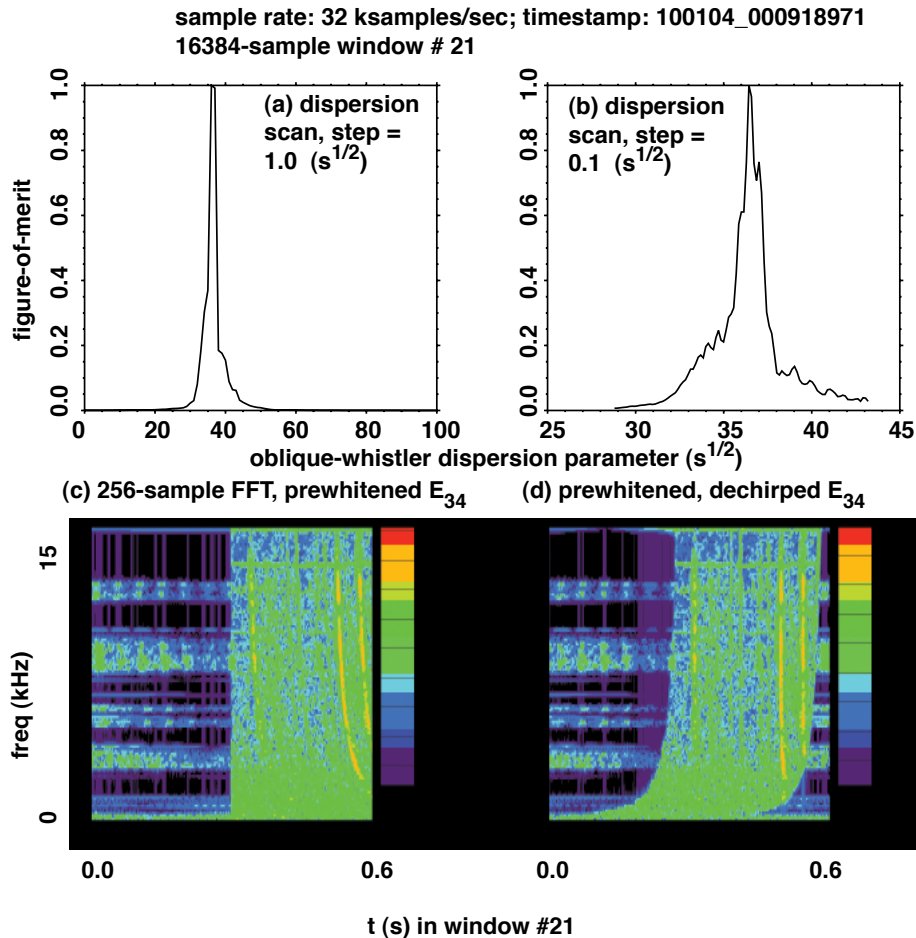 sample rate: 32 ksamples/sec; timestamp: 100104_000918971
16384-sample window # 21
(a) dispersion
scan, step =
1.0 (s^1/2)
(b) dispersion
scan, step =
0.1 (s^1/2)
figure-of-merit
0.0 0.2 0.4 0.6 0.8 1.0
0.0 0.2 0.4 0.6 0.8 1.0
0 20 40 60 80 100
25 30 35 40 45
oblique-whistler dispersion parameter (s^1/2)
(c) 256-sample FFT, prewhitened E_34
(d) prewhitened, dechirped E_34
freq (kHz)
15
0
0.0 0.6
0.0 0.6
t (s) in window #21